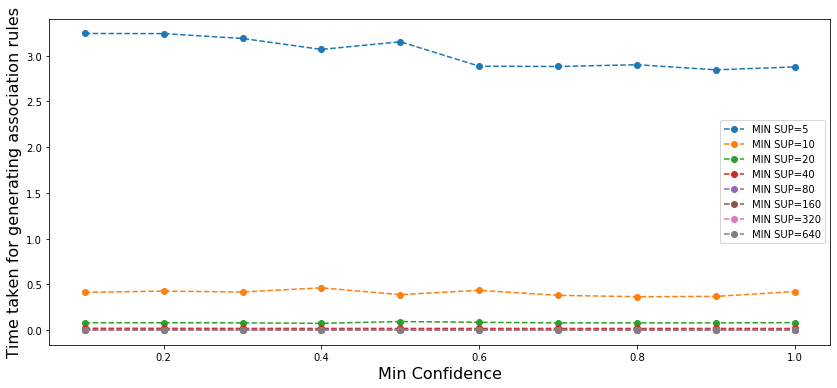 Time taken for generating association rules
3.0
2.5
2.0
1.5
1.0
0.5
0.0
MIN SUP=5
MIN SUP=10
MIN SUP=20
MIN SUP=40
MIN SUP=80
MIN SUP=160
MIN SUP=320
MIN SUP=640
0.2 0.4 0.6 0.8 1.0
Min Confidence